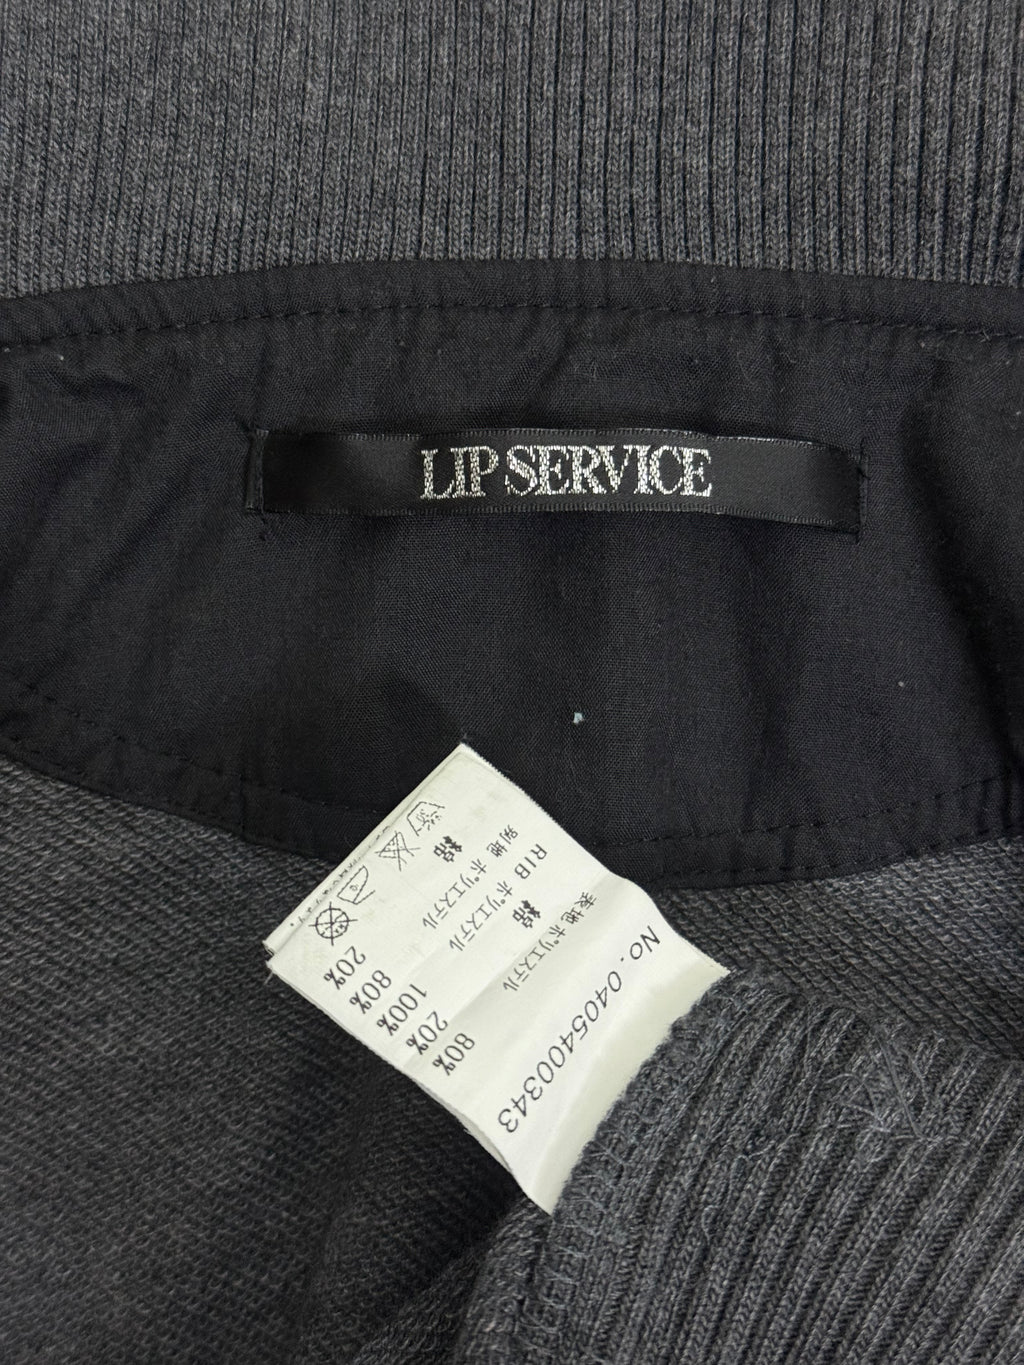 LIP SERVICE
No. 0405400343
表地 ポリエステル 80%
綿 20%
RIB ポリエステル 100%
別地 ポリエステル 80%
綿 20%